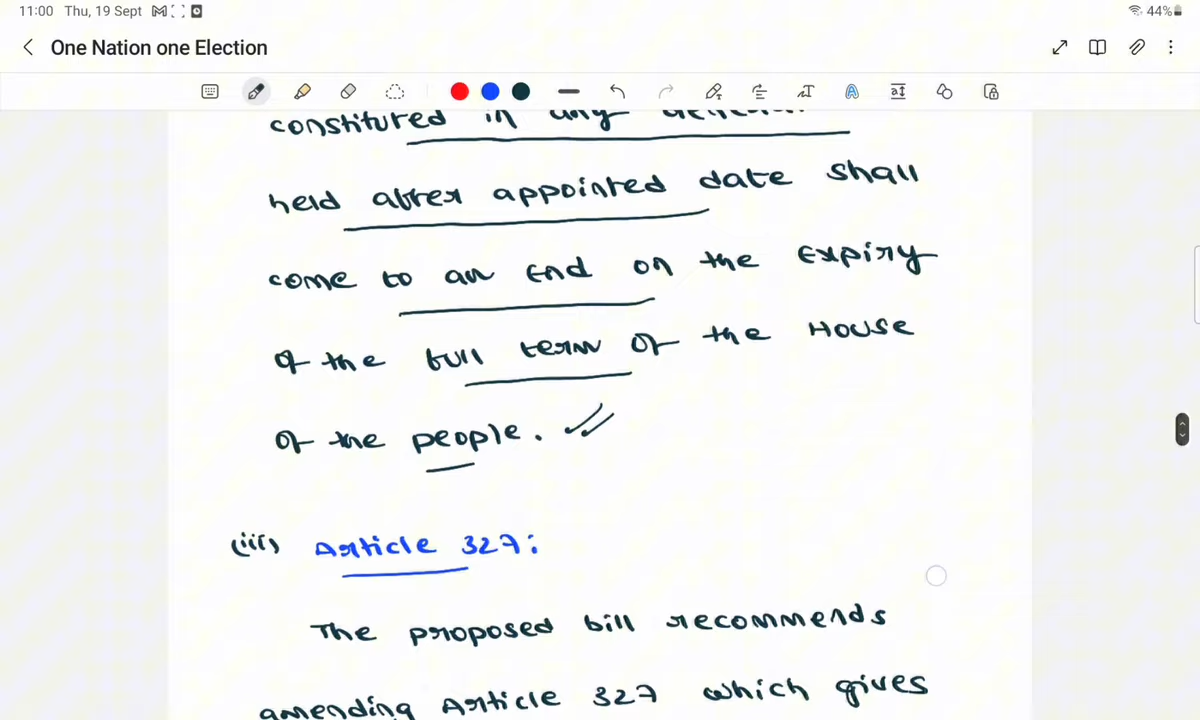 11:00 Thu, 19 Sept
44%
One Nation one Election
constitured in any
held after appointed date shall
come to an End on the Expiry
of the full term of the House
of the people.
(iii) Article 327:
The proposed bill recommends
amending Article 327 which gives